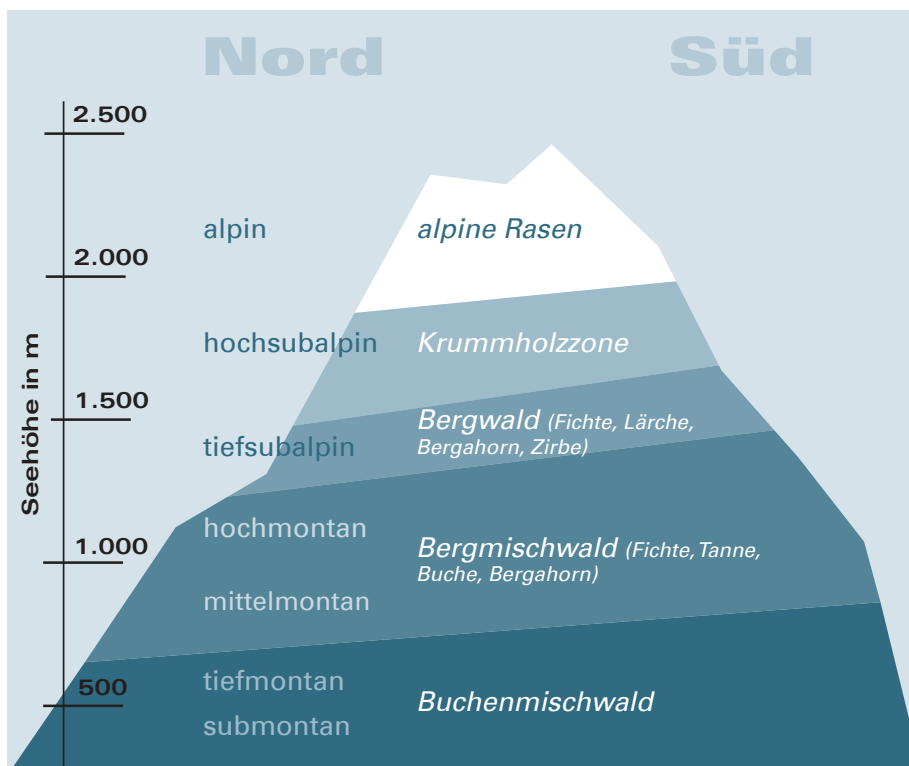 Nord
Süd
2.500
alpin
alpine Rasen
2.000
hochsubalpin
Krummholzzone
Seehöhe in m
1.500
Bergwald (Fichte, Lärche,
Bergahorn, Zirbe)
tiefsubalpin
hochmontan
1.000
Bergmischwald (Fichte, Tanne,
Buche, Bergahorn)
mittelmontan
tiefmontan
500
Buchenmischwald
submontan